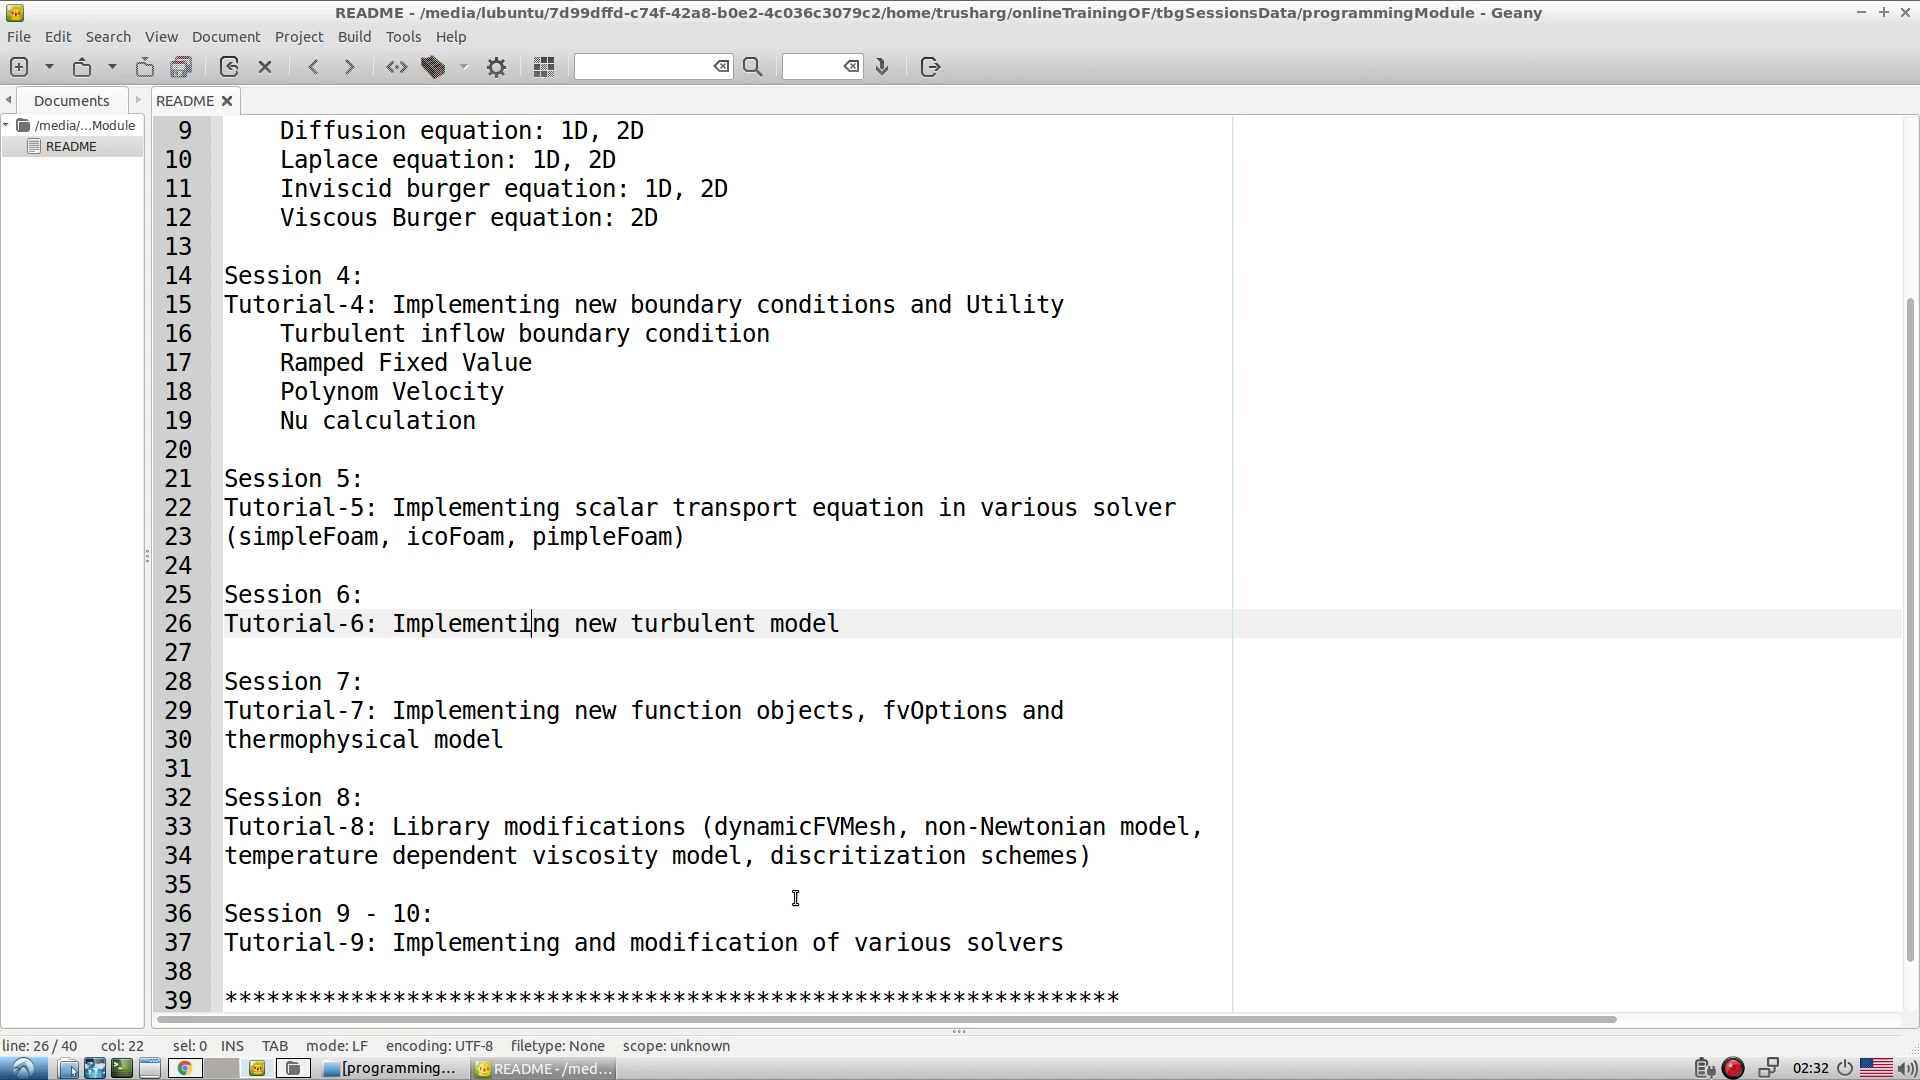 README - /media/lubuntu/7d99dffd-c74f-42a8-b0e2-4c036c3079c2/home/trusharg/onlineTrainingOF/tbgSessionsData/programmingModule - Geany
File Edit Search View Document Project Build Tools Help
Documents README
/media/...Module
README
9 Diffusion equation: 1D, 2D
10 Laplace equation: 1D, 2D
11 Inviscid burger equation: 1D, 2D
12 Viscous Burger equation: 2D
13
14 Session 4:
15 Tutorial-4: Implementing new boundary conditions and Utility
16 Turbulent inflow boundary condition
17 Ramped Fixed Value
18 Polynom Velocity
19 Nu calculation
20
21 Session 5:
22 Tutorial-5: Implementing scalar transport equation in various solver
23 (simpleFoam, icoFoam, pimpleFoam)
24
25 Session 6:
26 Tutorial-6: Implementing new turbulent model
27
28 Session 7:
29 Tutorial-7: Implementing new function objects, fvOptions and
30 thermophysical model
31
32 Session 8:
33 Tutorial-8: Library modifications (dynamicFVMesh, non-Newtonian model,
34 temperature dependent viscosity model, discritization schemes)
35
36 Session 9 - 10:
37 Tutorial-9: Implementing and modification of various solvers
38
39 ****************************************************************
line: 26 / 40 col: 22 sel: 0 INS TAB mode: LF encoding: UTF-8 filetype: None scope: unknown
[programming... README - /med... 02:32